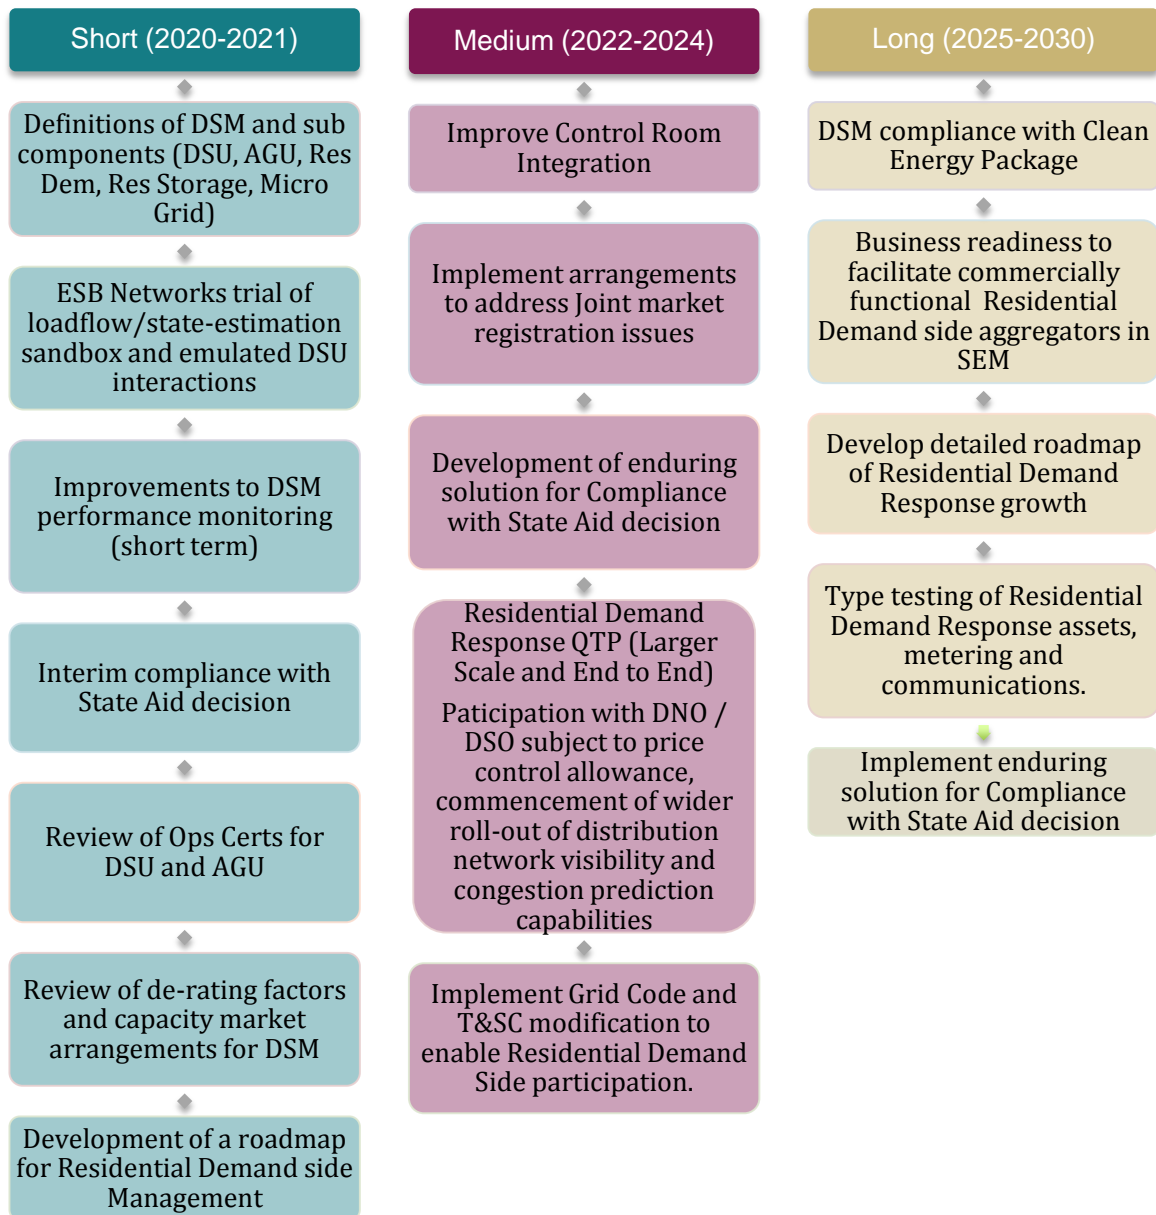 Short (2020-2021)
Definitions of DSM and sub
components (DSU, AGU, Res
Dem, Res Storage, Micro
Grid)
ESB Networks trial of
loadflow/state-estimation
sandbox and emulated DSU
interactions
Improvements to DSM
performance monitoring
(short term)
Interim compliance with
State Aid decision
Review of Ops Certs for
DSU and AGU
Review of de-rating factors
and capacity market
arrangements for DSM
Development of a roadmap
for Residential Demand side
Management
Medium (2022-2024)
Improve Control Room
Integration
Implement arrangements
to address Joint market
registration issues
Development of enduring
solution for Compliance
with State Aid decision
Residential Demand
Response QTP (Larger
Scale and End to End)
Paticipation with DNO /
DSO subject to price
control allowance,
commencement of wider
roll-out of distribution
network visibility and
congestion prediction
capabilities
Implement Grid Code and
T&SC modification to
enable Residential Demand
Side participation.
Long (2025-2030)
DSM compliance with Clean
Energy Package
Business readiness to
facilitate commercially
functional  Residential
Demand side aggregators in
SEM
Develop detailed roadmap
of Residential Demand
Response growth
Type testing of Residential
Demand Response assets,
metering and
communications.
Implement enduring
solution for Compliance
with State Aid decision